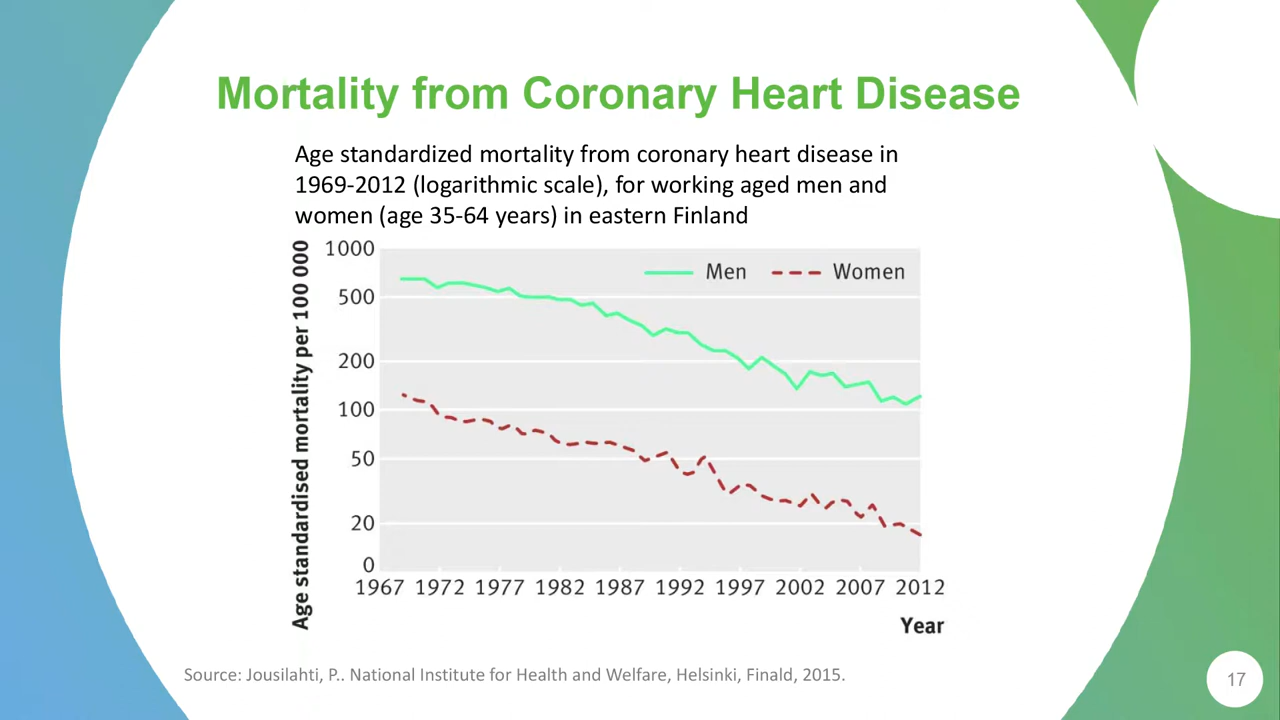 Mortality from Coronary Heart Disease
Age standardized mortality from coronary heart disease in
1969-2012 (logarithmic scale), for working aged men and
women (age 35-64 years) in eastern Finland
Age standardised mortality per 100 000
1000
500
200
100
50
20
0
Men
Women
1967 1972 1977 1982 1987 1992 1997 2002 2007 2012
Year
Source: Jousilahti, P.. National Institute for Health and Welfare, Helsinki, Finald, 2015.
17